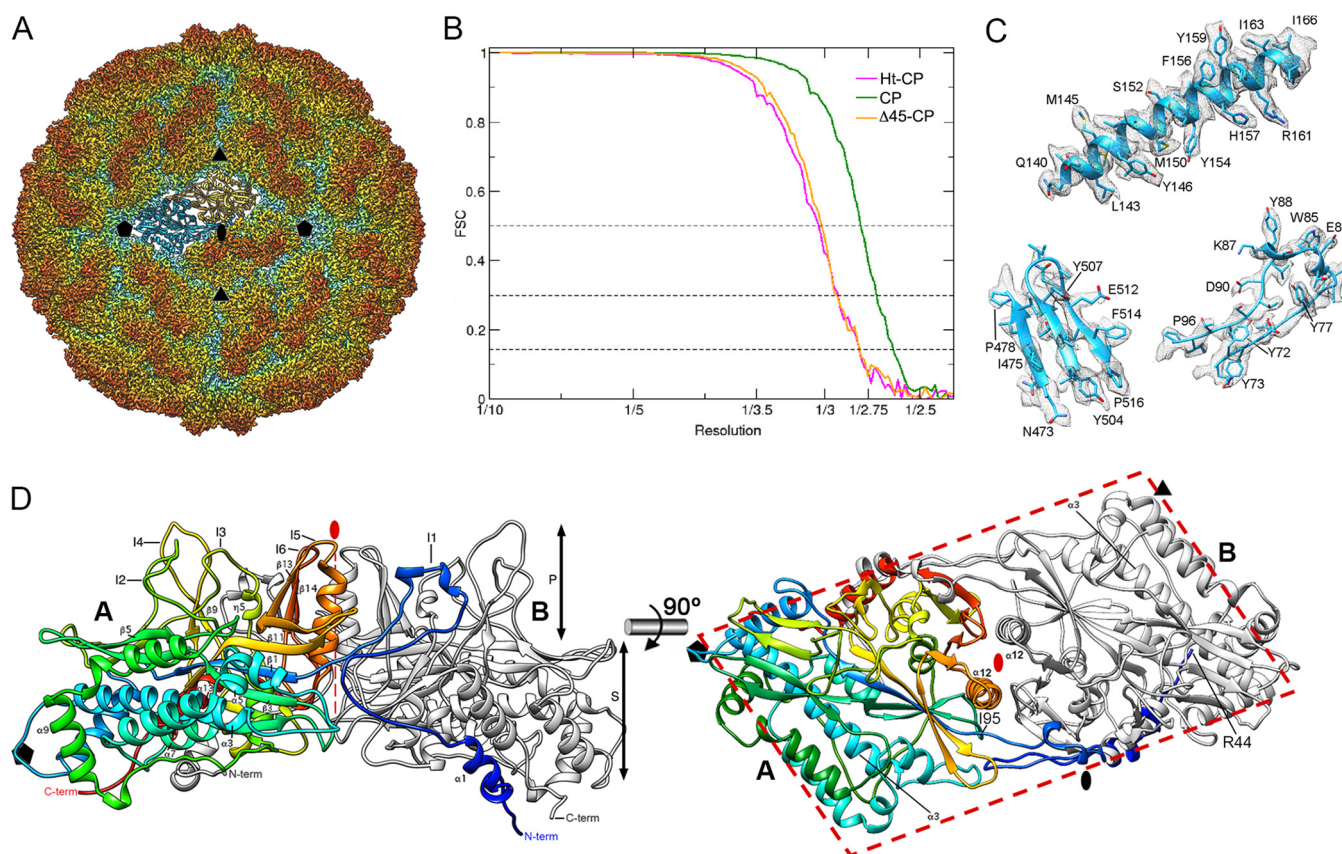 A
B
C
1
0.8
0.6
0.4
0.2
0
FSC
Ht-CP
CP
Δ45-CP
1/10
1/5
1/3.5
1/3
1/2.75
1/2.5
Resolution
I166
I163
Y159
F156
S152
M145
H157
R161
Q140
M150
Y154
Y146
L143
Y88
W85
E8
K87
D90
Y77
P96
Y72
Y73
Y507
E512
F514
P478
I475
P516
Y504
N473
D
I4
I3
I5
I6
I1
I2
β13
β14
η5
β9
A
B
P
β5
β11
β1
S
α9
α3
α1
N-term
C-term
C-term
N-term
90º
α3
B
α12
α12
I95
R44
A
α3